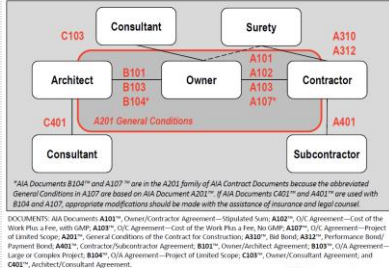 Consultant
Surety
C103
A310
A312
Architect
B101
B103
B104*
Owner
A101
A102
A103
A107*
Contractor
A201 General Conditions
C401
A401
Consultant
Subcontractor
*AIA Documents B104™ and A107™ are in the A201 family of AIA Contract Documents because the abbreviated
General Conditions in A107 are based on AIA Document A201™. If AIA Documents C401™ and A401™ are used with
B104 and A107, appropriate modifications should be made with the assistance of insurance and legal counsel.
DOCUMENTS: AIA Documents A101™, Owner/Contractor Agreement—Stipulated Sum; A102™, O/C Agreement—Cost of the
Work Plus a Fee, with GMP; A103™, O/C Agreement—Cost of the Work Plus a Fee, No GMP; A107™, O/C Agreement—Project
of Limited Scope; A201™, General Conditions of the Contract for Construction; A310™, Bid Bond; A312™, Performance Bond/
Payment Bond; A401™, Contractor/Subcontractor Agreement; B101™, Owner/Architect Agreement; B103™, O/A Agreement—
Large or Complex Project; B104™, O/A Agreement—Project of Limited Scope; C103™, Owner/Consultant Agreement; and
C401™, Architect/Consultant Agreement.